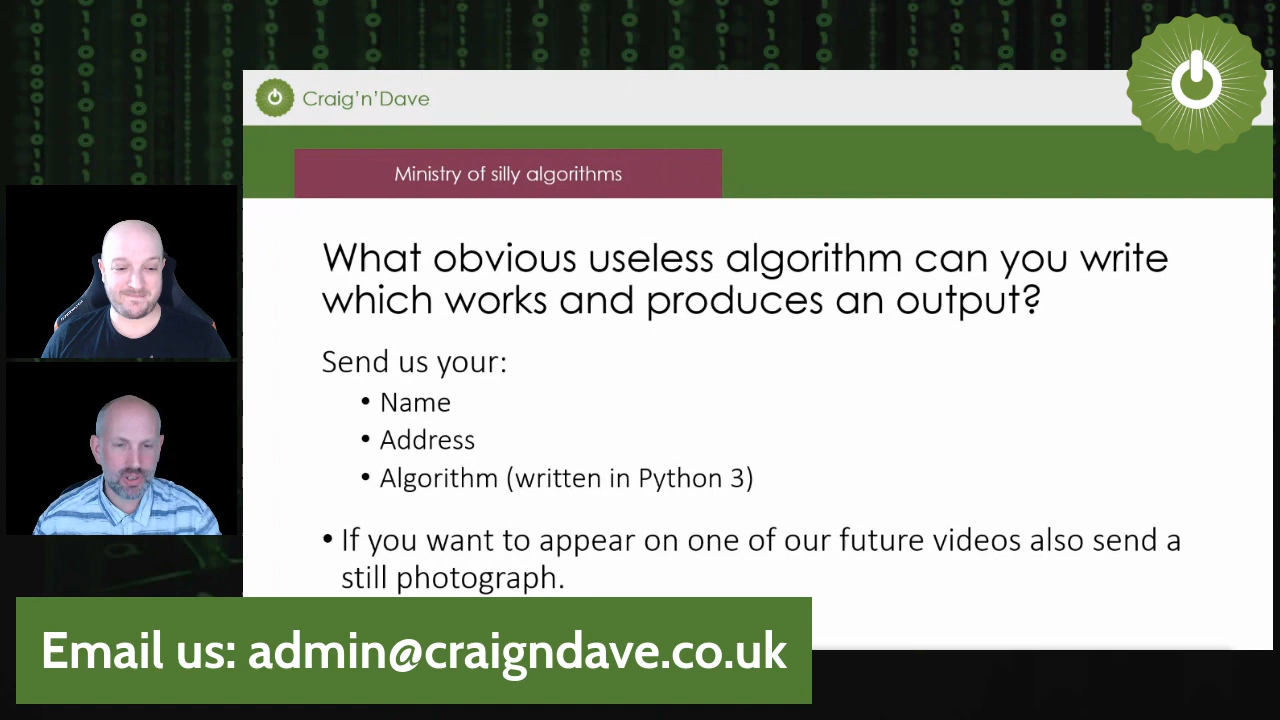 Craig'n'Dave
Ministry of silly algorithms
What obvious useless algorithm can you write
which works and produces an output?
Send us your:
• Name
• Address
• Algorithm (written in Python 3)
• If you want to appear on one of our future videos also send a
still photograph.
Email us: admin@craigndave.co.uk